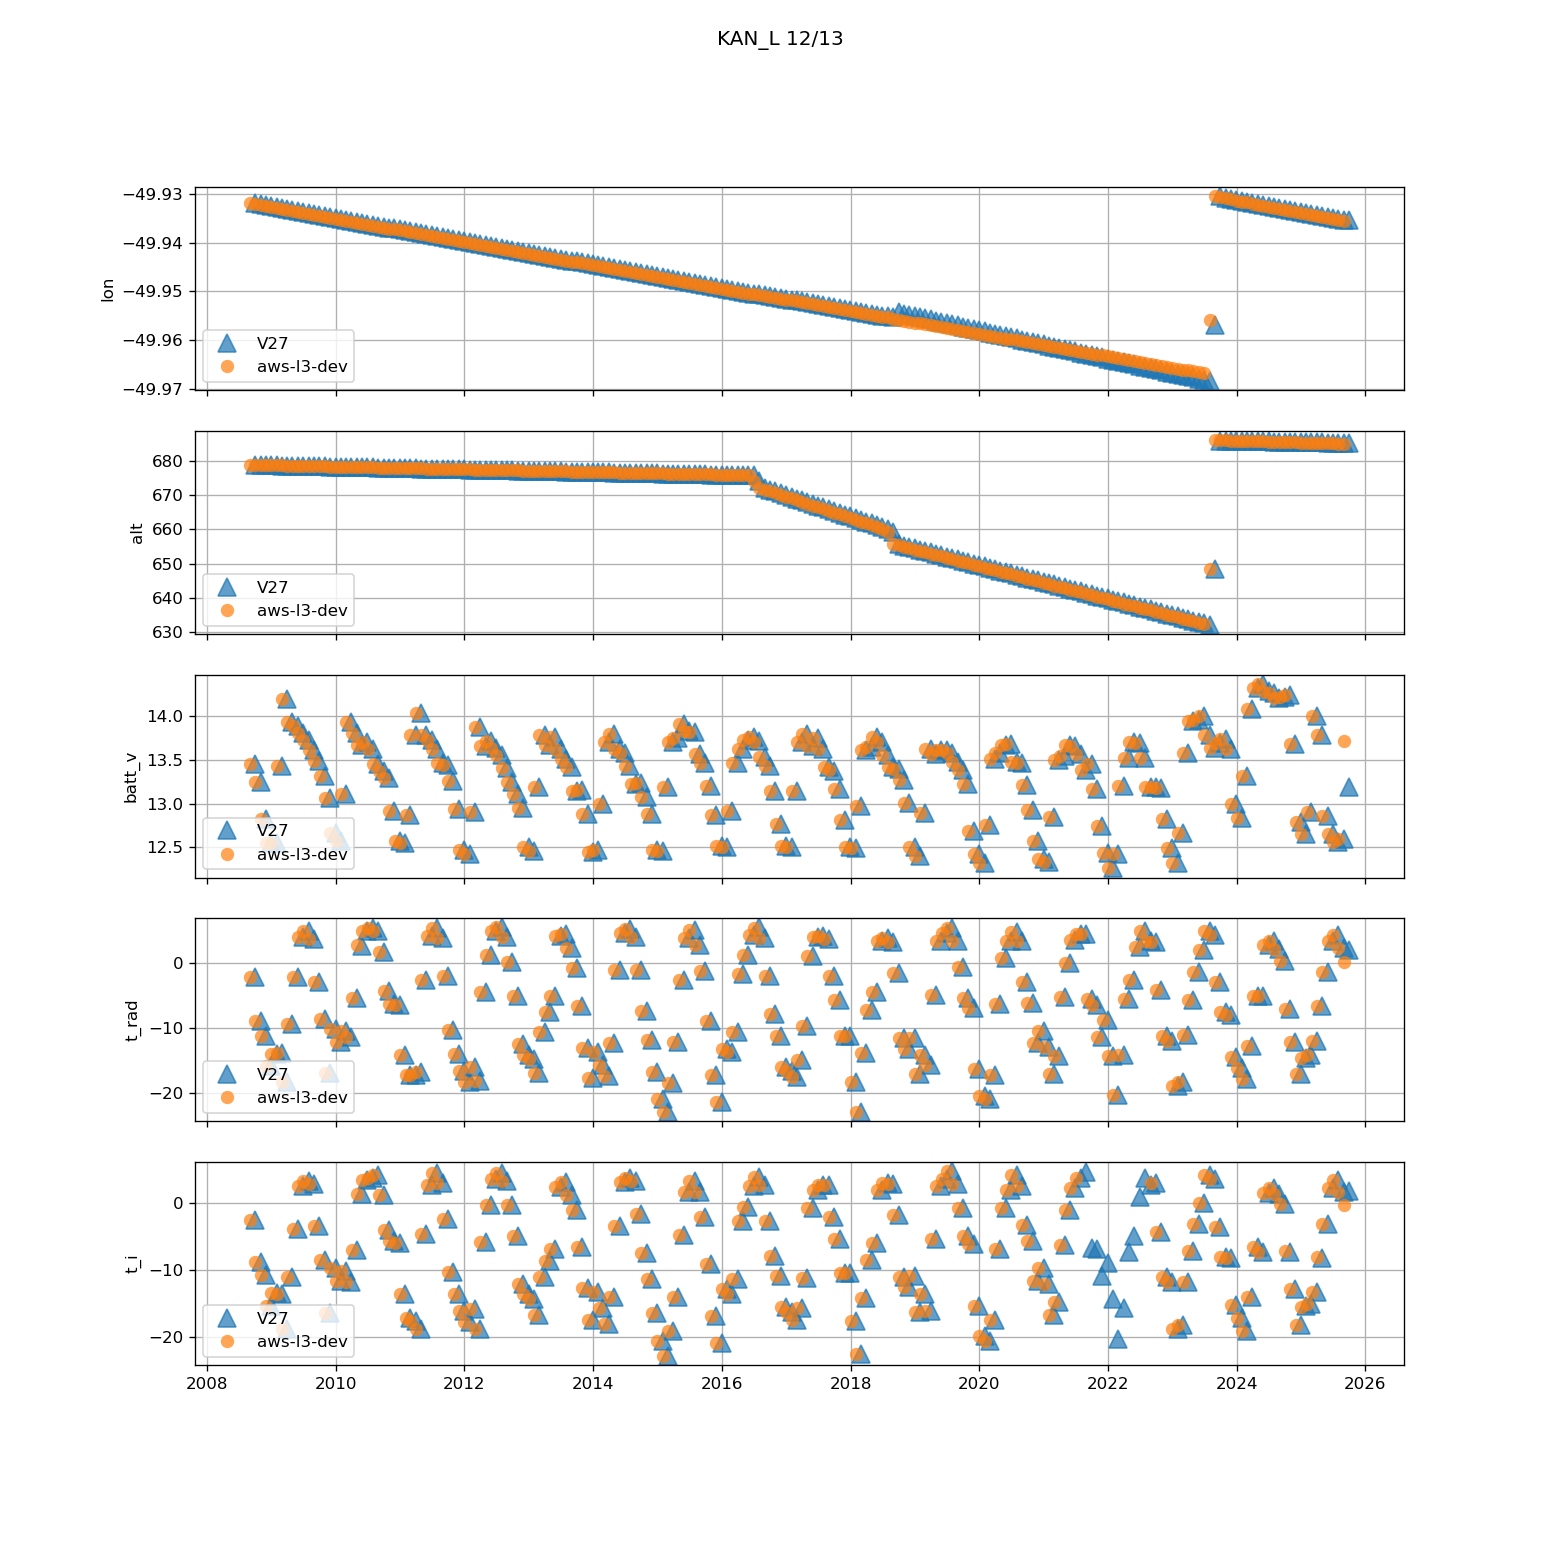 KAN_L 12/13
−49.93
−49.94
−49.95
−49.96
−49.97
lon
V27
aws-l3-dev
680
670
660
650
640
630
alt
V27
aws-l3-dev
14.0
13.5
13.0
12.5
batt_v
V27
aws-l3-dev
0
−10
−20
t_rad
V27
aws-l3-dev
0
−10
−20
t_i
V27
aws-l3-dev
2008 2010 2012 2014 2016 2018 2020 2022 2024 2026